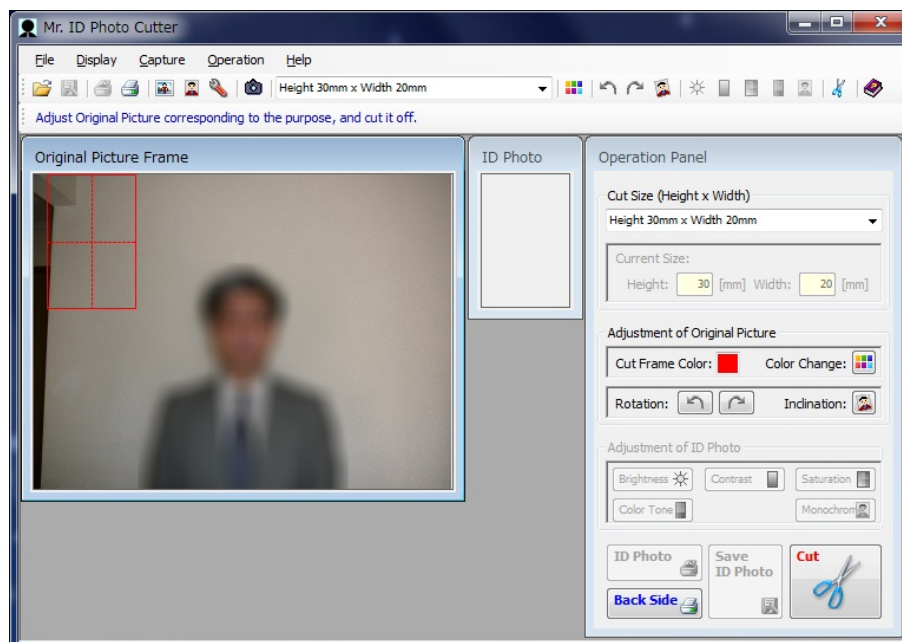 Mr. ID Photo Cutter
File Display Capture Operation Help
Height 30mm x Width 20mm
Adjust Original Picture corresponding to the purpose, and cut it off.
Original Picture Frame
ID Photo
Operation Panel
Cut Size (Height x Width)
Height 30mm x Width 20mm
Current Size:
Height: 30 [mm] Width: 20 [mm]
Adjustment of Original Picture
Cut Frame Color: Color Change:
Rotation: Inclination:
Adjustment of ID Photo
Brightness Contrast Saturation
Color Tone Monochrom
ID Photo
Save
ID Photo
Cut
Back Side